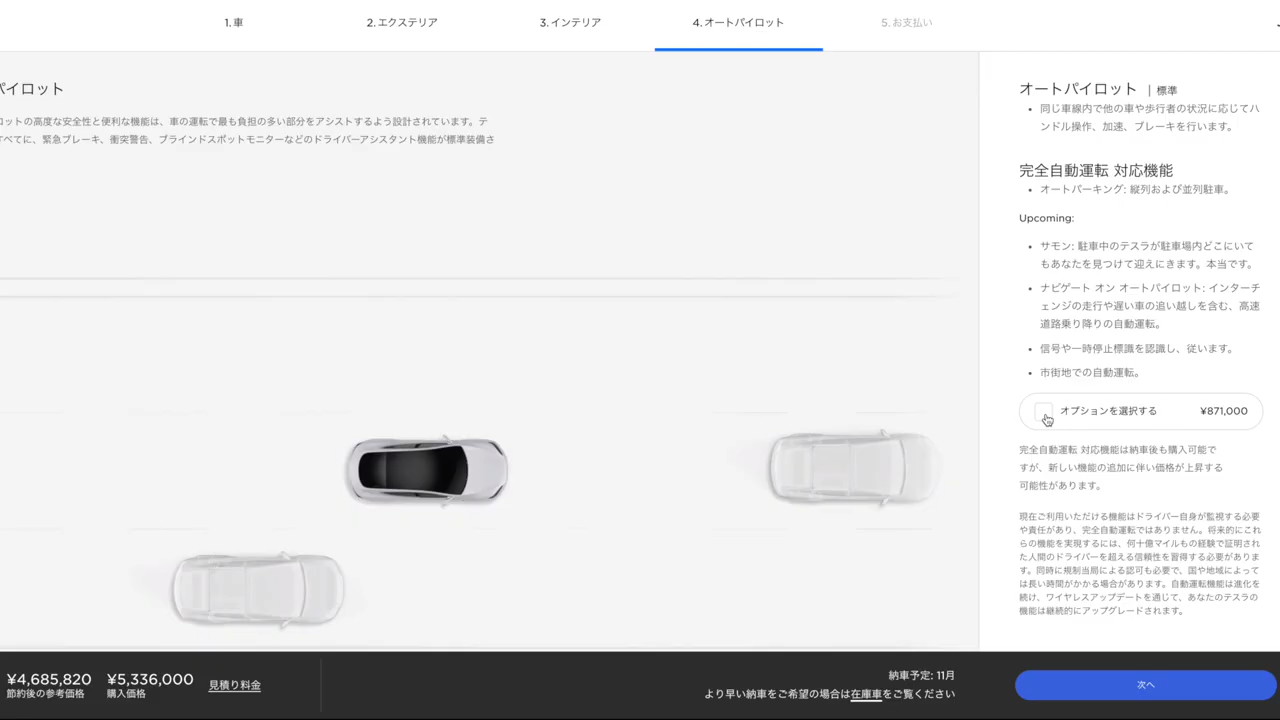 1. 車
2. エクステリア
3. インテリア
4. オートパイロット
5. お支払い
パイロット
ロットの高度な安全性と便利な機能は、車の運転で最も負担の多い部分をアシストするよう設計されています。テ
すべてに、緊急ブレーキ、衝突警告、ブラインドスポットモニターなどのドライバーアシスタント機能が標準装備さ
オートパイロット | 標準
• 同じ車線内で他の車や歩行者の状況に応じてハ
ンドル操作、加速、ブレーキを行います。
完全自動運転 対応機能
• オートパーキング: 縦列および並列駐車。
Upcoming:
• サモン: 駐車中のテスラが駐車場内どこにいて
もあなたを見つけて迎えにきます。本当です。
• ナビゲート オン オートパイロット: インターチ
ェンジの走行や遅い車の追い越しを含む、高速
道路乗り降りの自動運転。
• 信号や一時停止標識を認識し、従います。
• 市街地での自動運転。
オプションを選択する ¥871,000
完全自動運転 対応機能は納車後も購入可能で
すが、新しい機能の追加に伴い価格が上昇する
可能性があります。
現在ご利用いただける機能はドライバー自身が監視する必要
や責任があり、完全自動運転ではありません。将来的にこれ
らの機能を実現するには、何十億マイルもの経験で証明され
た人間のドライバーを超える信頼性を習得する必要がありま
す。同時に規制当局による認可も必要で、国や地域によって
は長い時間がかかる場合があります。自動運転機能は進化を
続け、ワイヤレスアップデートを通じて、あなたのテスラの
機能は継続的にアップグレードされます。
¥4,685,820
節約後の参考価格
¥5,336,000
購入価格
見積り料金
納車予定: 11月
より早い納車をご希望の場合は在庫車をご覧ください
次へ